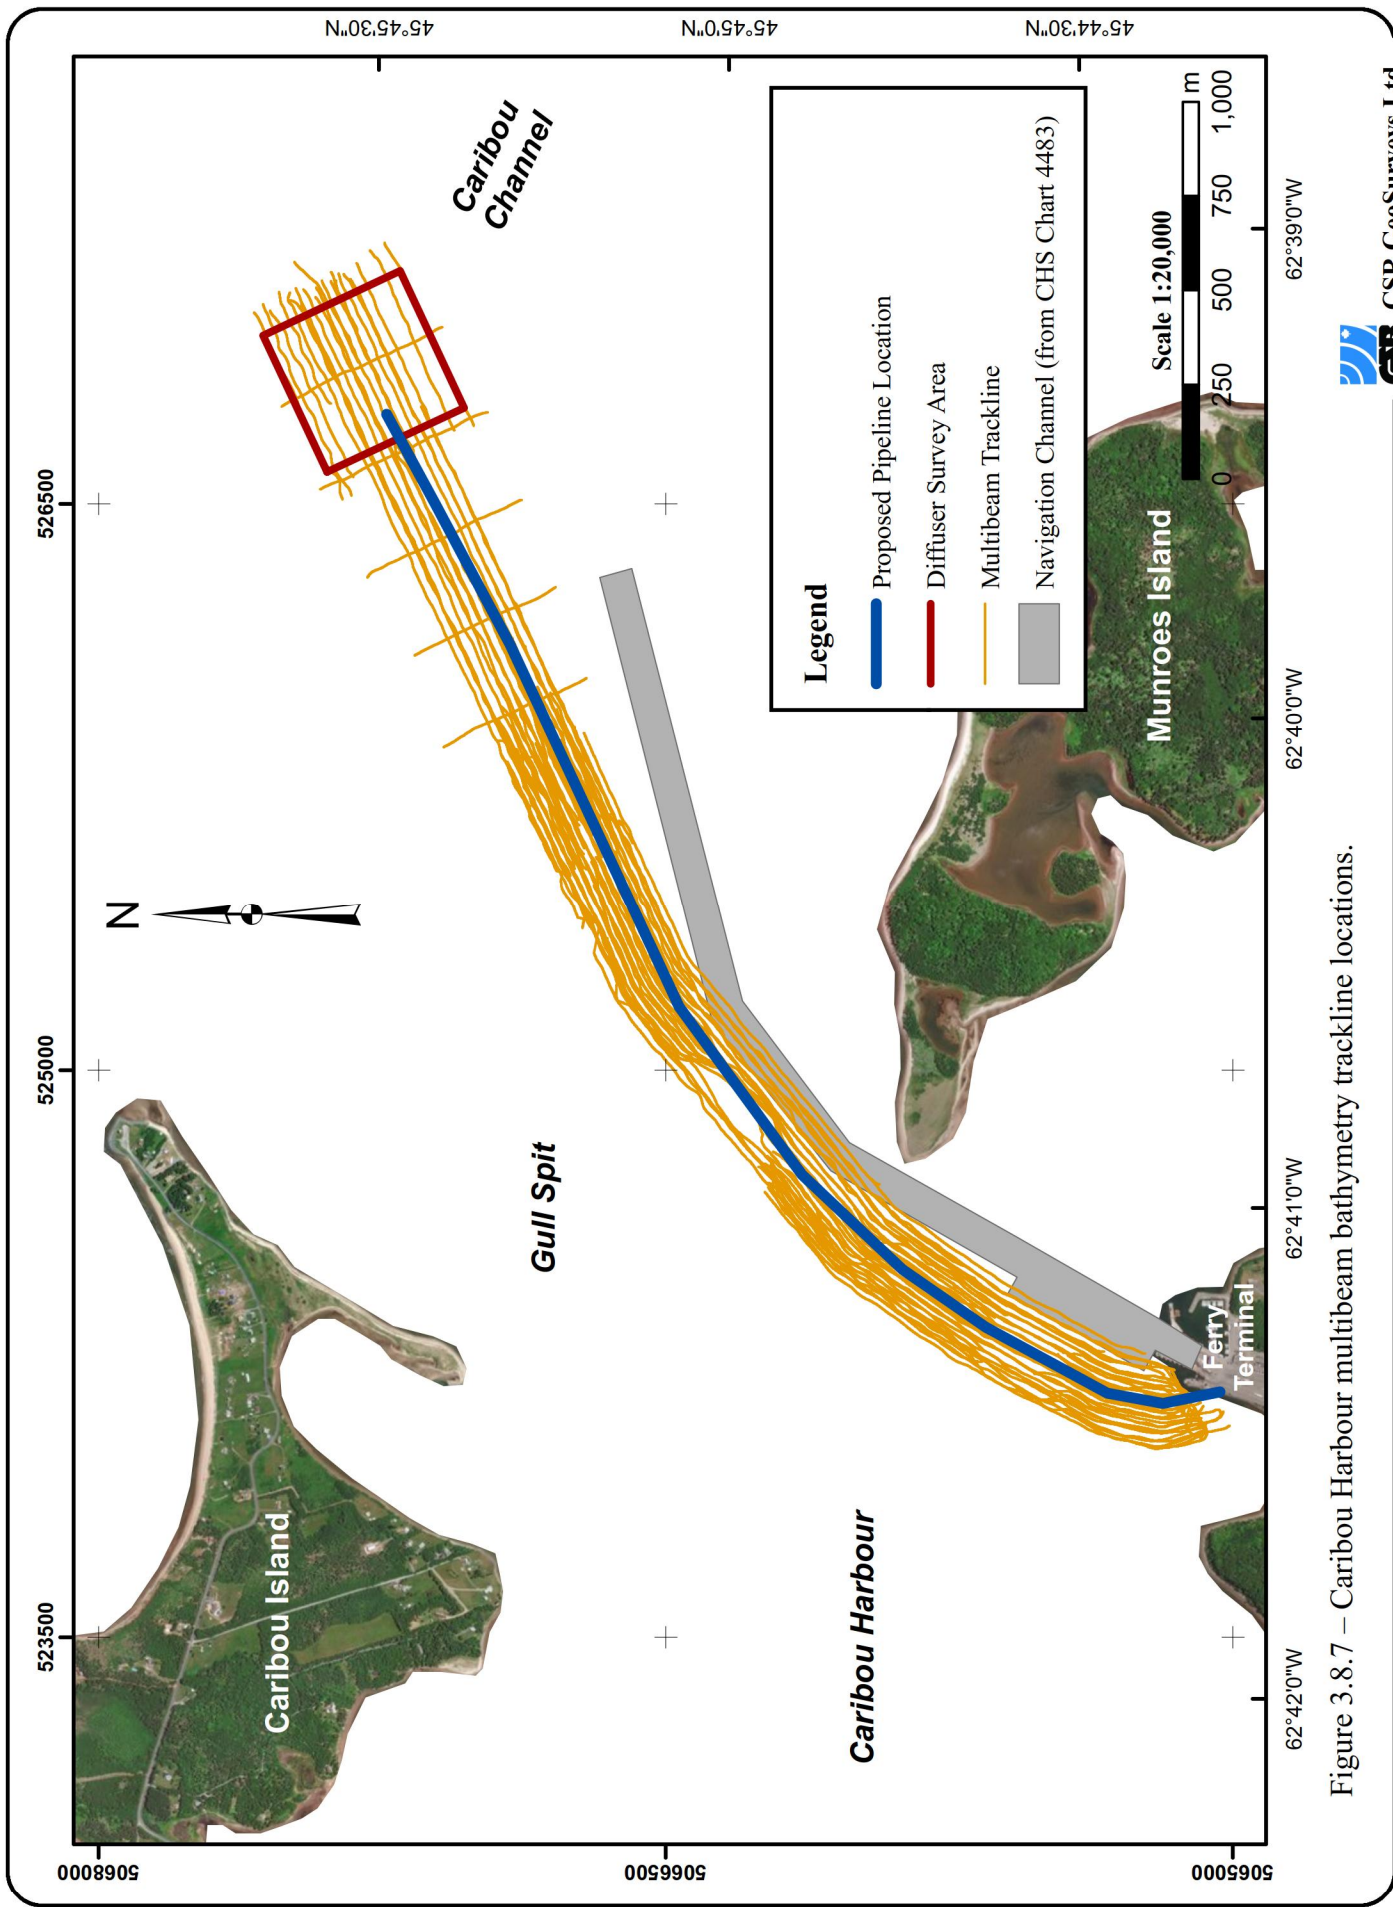 523500
525000
526500
5068000
5066500
5065000
45°45'30"N
45°45'0"N
45°44'30"N
N
Caribou Island
Gull Spit
Caribou Harbour
Caribou
Channel
Munroes Island
Ferry
Terminal
Legend
Proposed Pipeline Location
Diffuser Survey Area
Multibeam Trackline
Navigation Channel (from CHS Chart 4483)
Scale 1:20,000
0 250 500 750 1,000 m
62°42'0"W
62°41'0"W
62°40'0"W
62°39'0"W
Figure 3.8.7 – Caribou Harbour multibeam bathymetry trackline locations.
CSR GeoSurveys Ltd